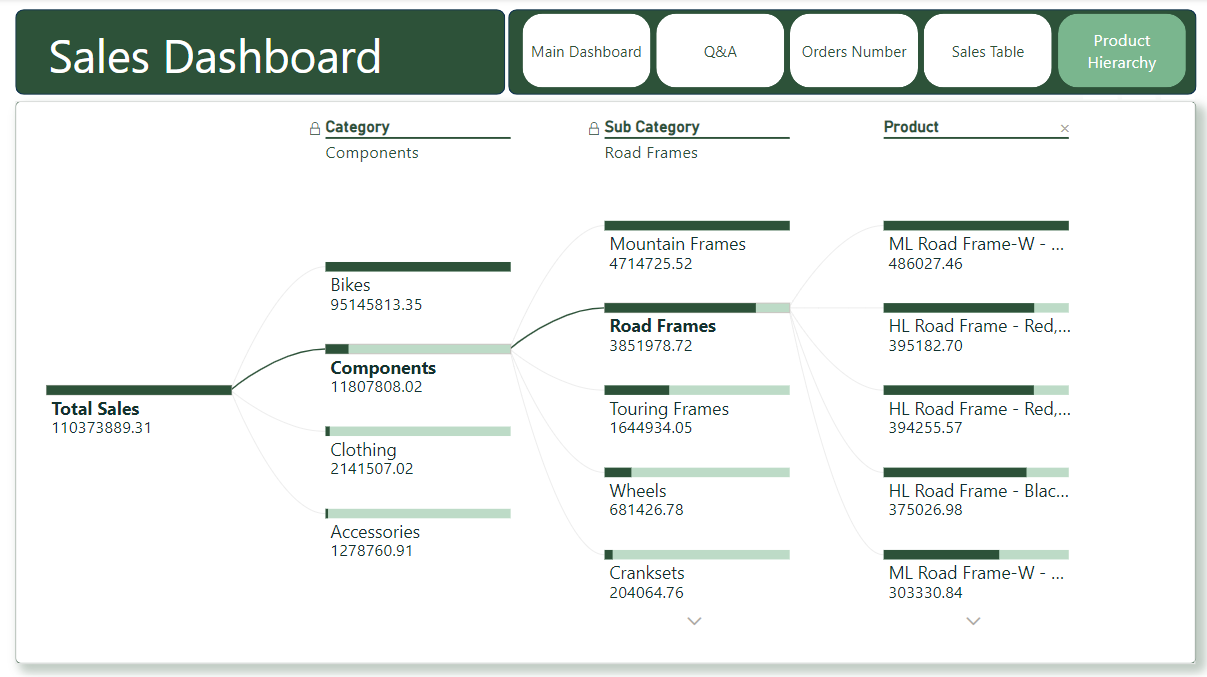 Sales Dashboard
Main Dashboard
Q&A
Orders Number
Sales Table
Product
Hierarchy
Category
Components
Sub Category
Road Frames
Product
Total Sales
110373889.31
Bikes
95145813.35
Components
11807808.02
Clothing
2141507.02
Accessories
1278760.91
Mountain Frames
4714725.52
Road Frames
3851978.72
Touring Frames
1644934.05
Wheels
681426.78
Cranksets
204064.76
ML Road Frame-W - ...
486027.46
HL Road Frame - Red,...
395182.70
HL Road Frame - Red,...
394255.57
HL Road Frame - Blac...
375026.98
ML Road Frame-W - ...
303330.84